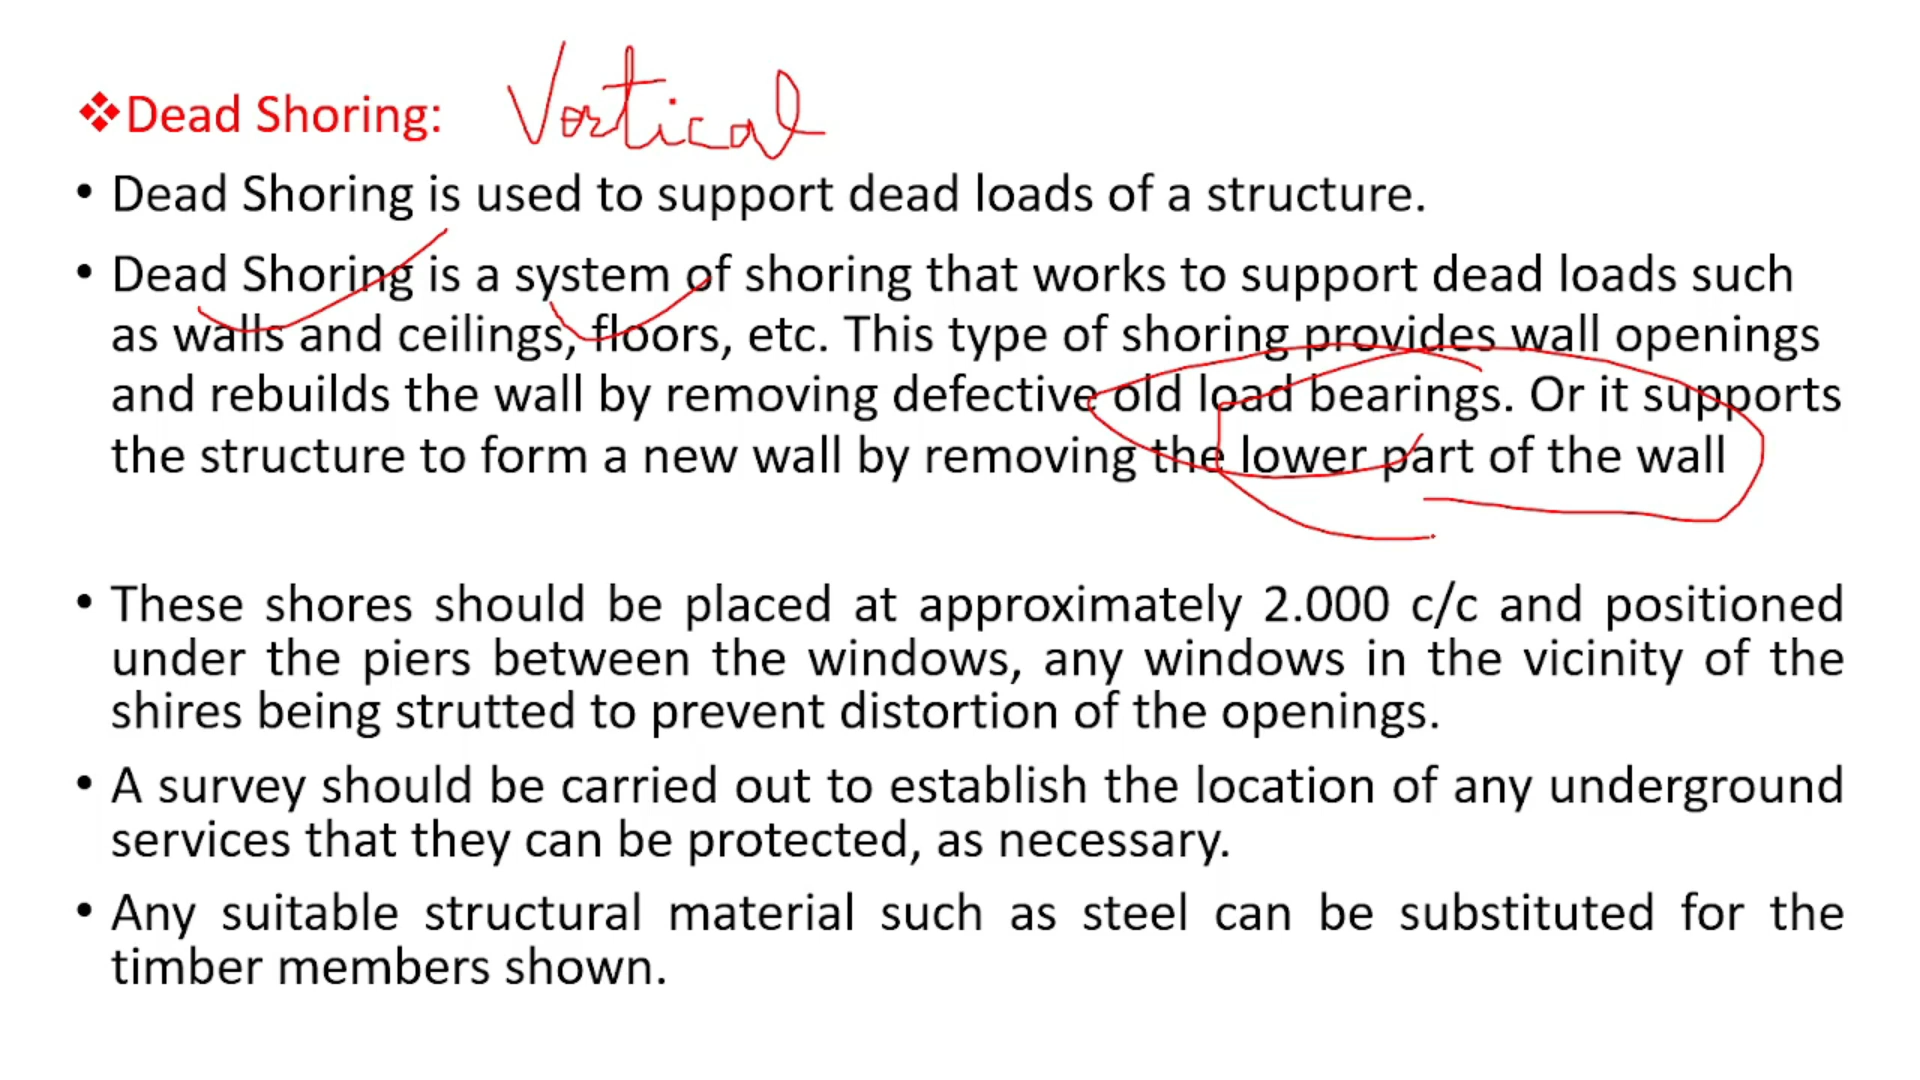 ❖Dead Shoring: Vertical
• Dead Shoring is used to support dead loads of a structure.
• Dead Shoring is a system of shoring that works to support dead loads such
as walls and ceilings, floors, etc. This type of shoring provides wall openings
and rebuilds the wall by removing defective old load bearings. Or it supports
the structure to form a new wall by removing the lower part of the wall
• These shores should be placed at approximately 2.000 c/c and positioned
under the piers between the windows, any windows in the vicinity of the
shires being strutted to prevent distortion of the openings.
• A survey should be carried out to establish the location of any underground
services that they can be protected, as necessary.
• Any suitable structural material such as steel can be substituted for the
timber members shown.